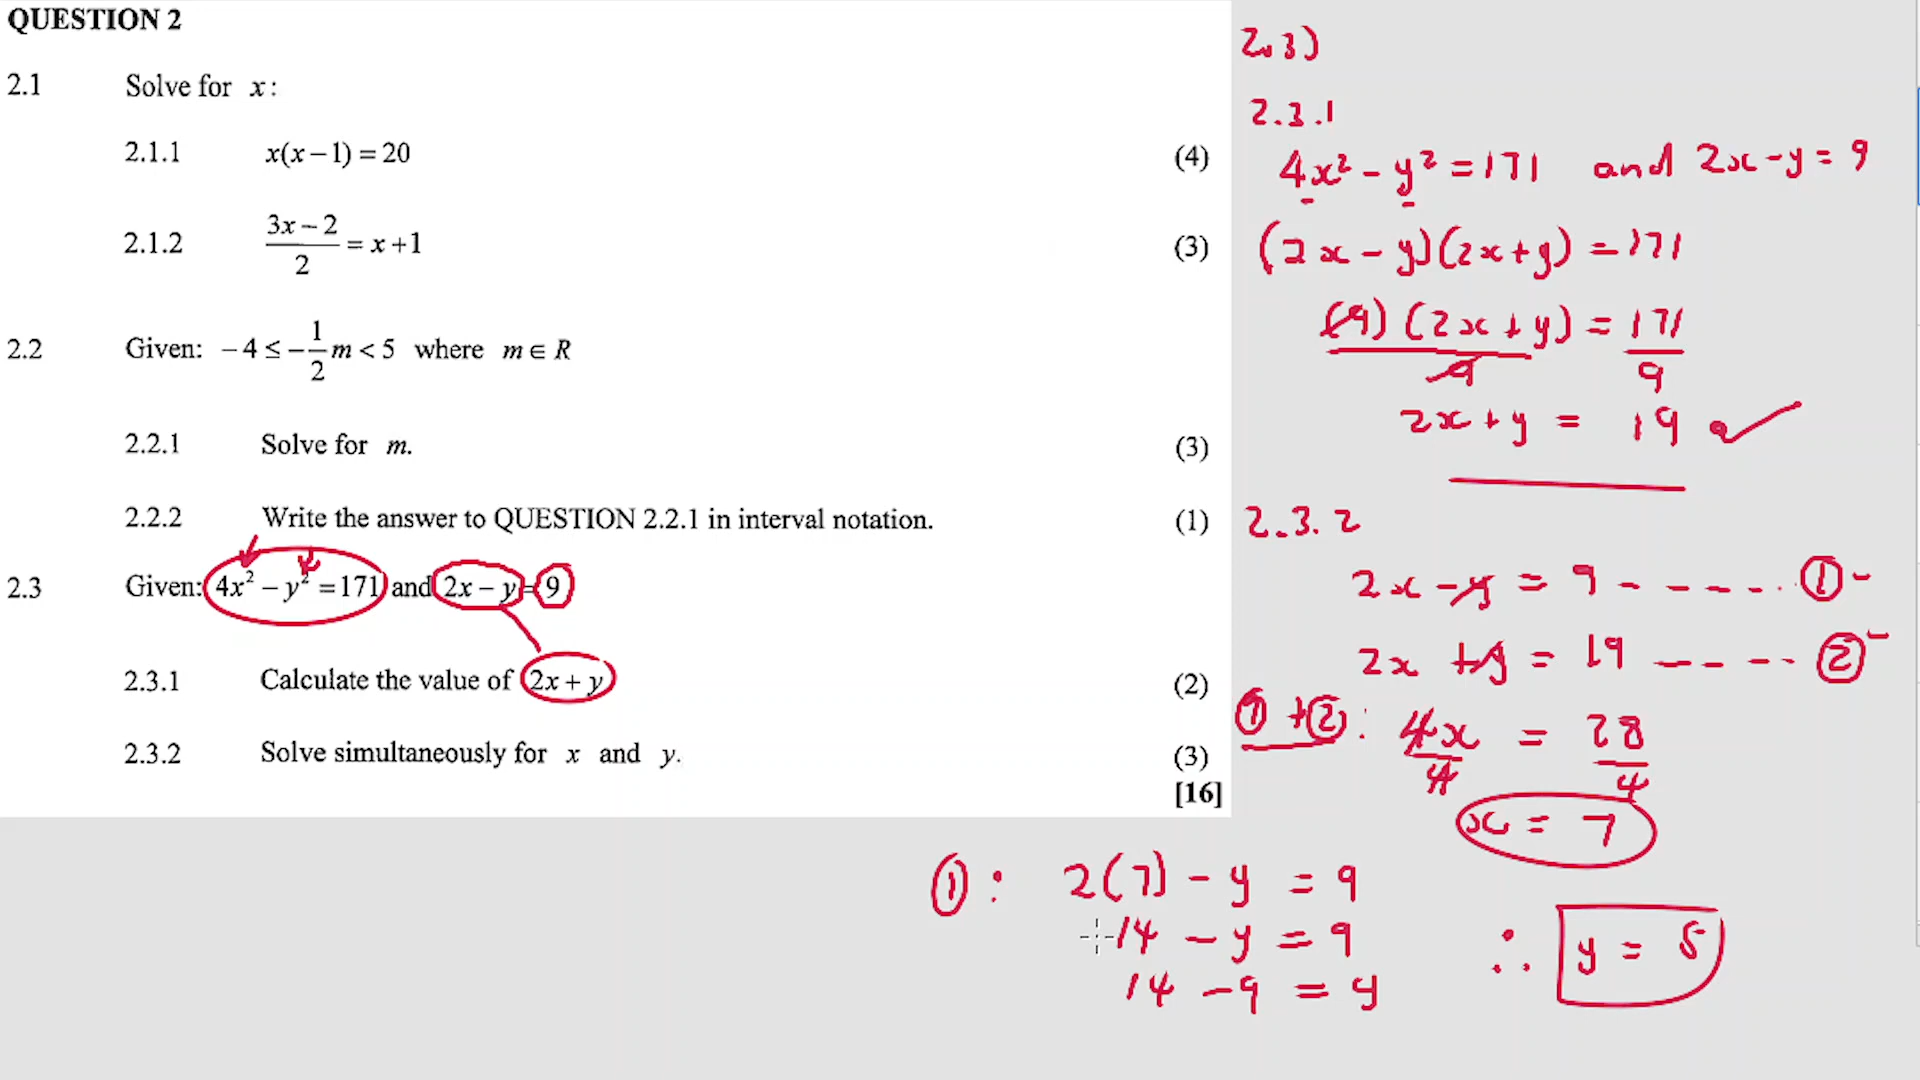 QUESTION 2
2.1 Solve for x:
2.1.1 x(x−1) = 20 (4)
2.1.2 (3x−2)/2 = x+1 (3)
2.2 Given: −4 ≤ −1/2 m < 5 where m ∈ R
2.2.1 Solve for m. (3)
2.2.2 Write the answer to QUESTION 2.2.1 in interval notation. (1)
2.3 Given: 4x² − y² = 171 and 2x − y = 9
2.3.1 Calculate the value of 2x + y (2)
2.3.2 Solve simultaneously for x and y. (3)
[16]
2.3)
2.3.1
4x² − y² = 171 and 2x − y = 9
(2x − y)(2x + y) = 171
(9)(2x + y) = 171
9 9
2x + y = 19 ✓
2.3.2
2x − y = 9 - - - - - ①
2x + y = 19 - - - - - ②
① + ②: 4x = 28
4 4
x = 7
①: 2(7) − y = 9
14 − y = 9
14 − 9 = y
∴ y = 5